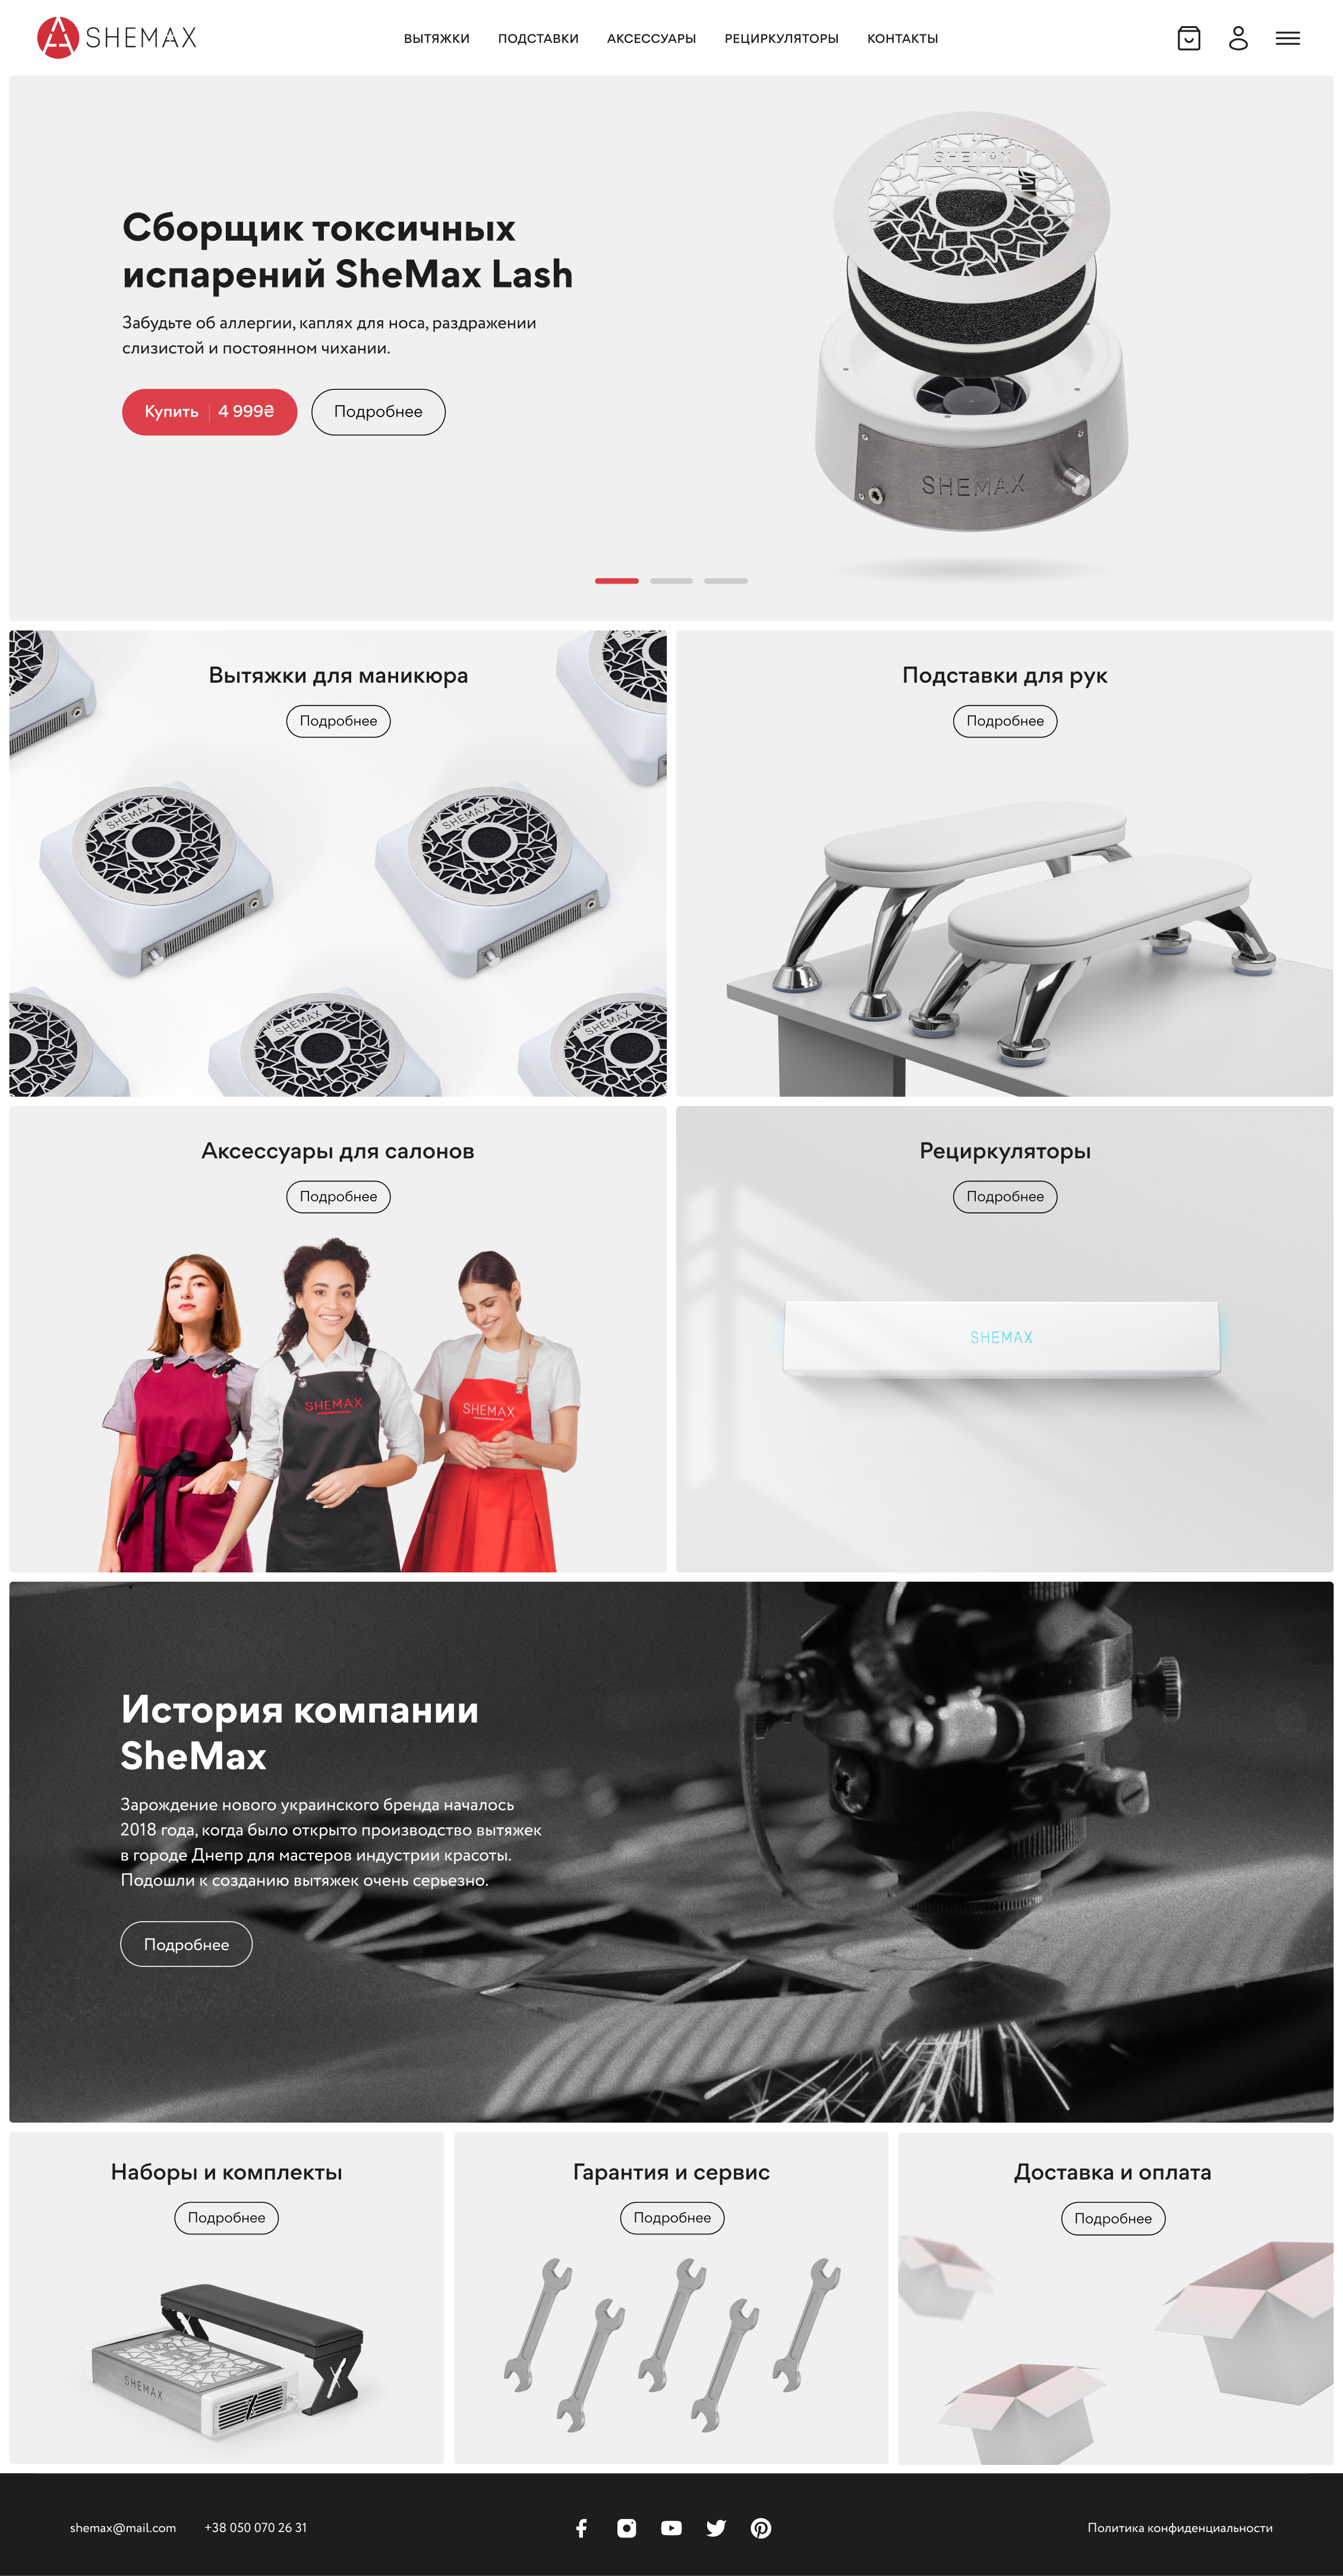 SHEMAX
ВЫТЯЖКИ
ПОДСТАВКИ
АКСЕССУАРЫ
РЕЦИРКУЛЯТОРЫ
КОНТАКТЫ
SHEMAX
Сборщик токсичных
испарений SheMax Lash
Забудьте об аллергии, каплях для носа, раздражении
слизистой и постоянном чихании.
Купить 4 999₴
Подробнее
SHEMAX
Вытяжки для маникюра
Подробнее
SHEMAX
SHEMAX
SHEMAX
SHEMAX
Подставки для рук
Подробнее
Аксессуары для салонов
Подробнее
SHEMAX
SHEMAX
Рециркуляторы
Подробнее
SHEMAX
История компании
SheMax
Зарождение нового украинского бренда началось
2018 года, когда было открыто производство вытяжек
в городе Днепр для мастеров индустрии красоты.
Подошли к созданию вытяжек очень серьезно.
Подробнее
Наборы и комплекты
Подробнее
SHEMAX
Гарантия и сервис
Подробнее
Доставка и оплата
Подробнее
shemax@mail.com
+38 050 070 26 31
Политика конфиденциальности